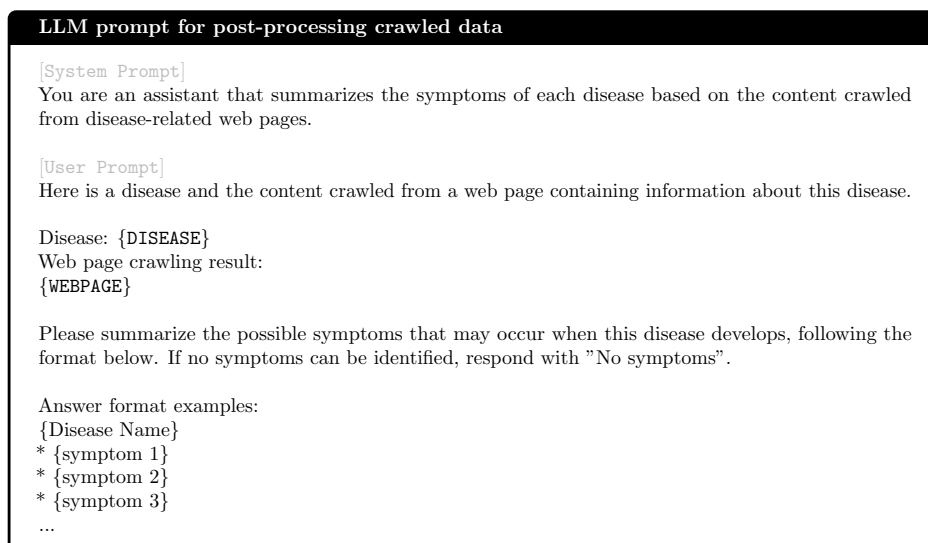 LLM prompt for post-processing crawled data
[System Prompt]
You are an assistant that summarizes the symptoms of each disease based on the content crawled
from disease-related web pages.
[User Prompt]
Here is a disease and the content crawled from a web page containing information about this disease.
Disease: {DISEASE}
Web page crawling result:
{WEBPAGE}
Please summarize the possible symptoms that may occur when this disease develops, following the
format below. If no symptoms can be identified, respond with ”No symptoms”.
Answer format examples:
{Disease Name}
* {symptom 1}
* {symptom 2}
* {symptom 3}
...